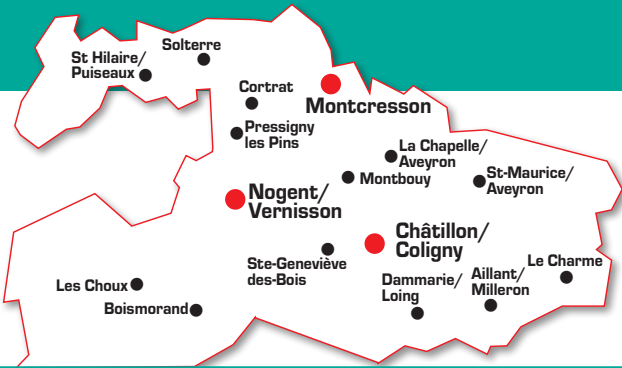 Solterre
St Hilaire/
Puiseaux
Cortrat
Montcresson
Pressigny
les Pins
La Chapelle/
Aveyron
Montbouy
St-Maurice/
Aveyron
Nogent/
Vernisson
Châtillon/
Coligny
Ste-Geneviève
des-Bois
Le Charme
Aillant/
Milleron
Dammarie/
Loing
Les Choux
Boismorand